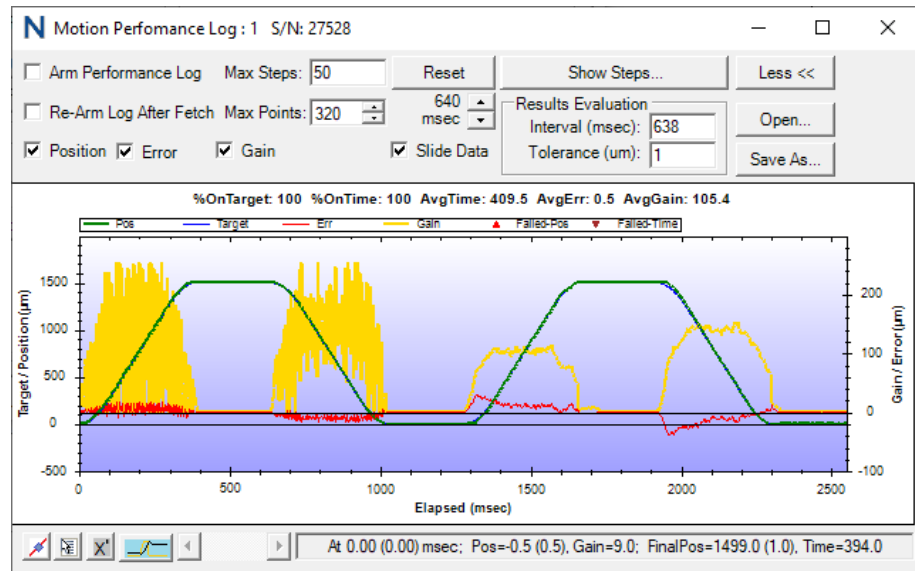 N Motion Perfomance Log : 1 S/N: 27528
Arm Performance Log Max Steps: 50 Reset Show Steps... Less <<
Re-Arm Log After Fetch Max Points: 320 640 msec Results Evaluation
Interval (msec): 638 Open...
Position Error Gain Slide Data Tolerance (um): 1 Save As...
%OnTarget: 100 %OnTime: 100 AvgTime: 409.5 AvgErr: 0.5 AvgGain: 105.4
Pos Target Err Gain Failed-Pos Failed-Time
Target / Position(µm)
1500
1000
500
0
-500
200
100
0
-100
Gain / Error(µm)
0 500 1000 1500 2000 2500
Elapsed (msec)
X' At 0.00 (0.00) msec; Pos=-0.5 (0.5), Gain=9.0; FinalPos=1499.0 (1.0), Time=394.0